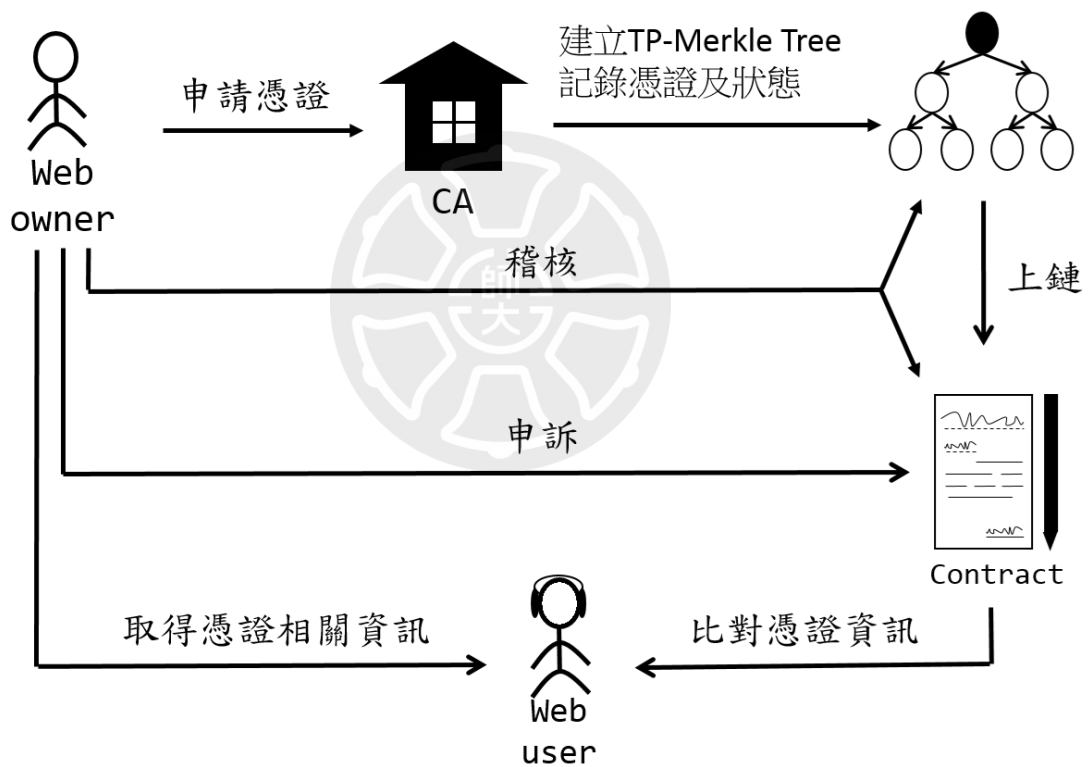 建立TP-Merkle Tree
記錄憑證及狀態
申請憑證
Web
owner
CA
稽核
師大
上鏈
申訴
Contract
取得憑證相關資訊
比對憑證資訊
Web
user